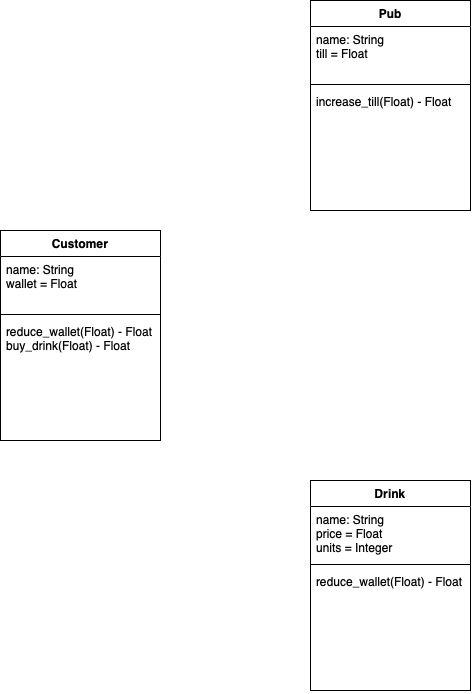 Pub
name: String
till = Float
increase_till(Float) - Float
Customer
name: String
wallet = Float
reduce_wallet(Float) - Float
buy_drink(Float) - Float
Drink
name: String
price = Float
units = Integer
reduce_wallet(Float) - Float